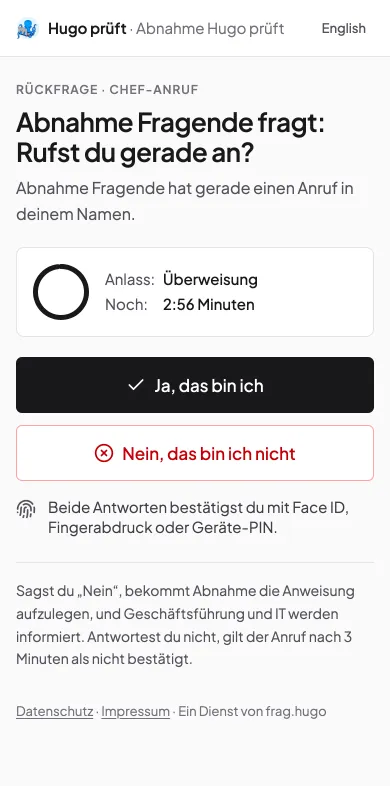 Hugo prüft · Abnahme Hugo prüft
English
RÜCKFRAGE · CHEF-ANRUF
Abnahme Fragende fragt:
Rufst du gerade an?
Abnahme Fragende hat gerade einen Anruf in
deinem Namen.
Anlass: Überweisung
Noch: 2:56 Minuten
Ja, das bin ich
Nein, das bin ich nicht
Beide Antworten bestätigst du mit Face ID,
Fingerabdruck oder Geräte-PIN.
Sagst du „Nein“, bekommt Abnahme die Anweisung
aufzulegen, und Geschäftsführung und IT werden
informiert. Antwortest du nicht, gilt der Anruf nach 3
Minuten als nicht bestätigt.
Datenschutz · Impressum · Ein Dienst von frag.hugo